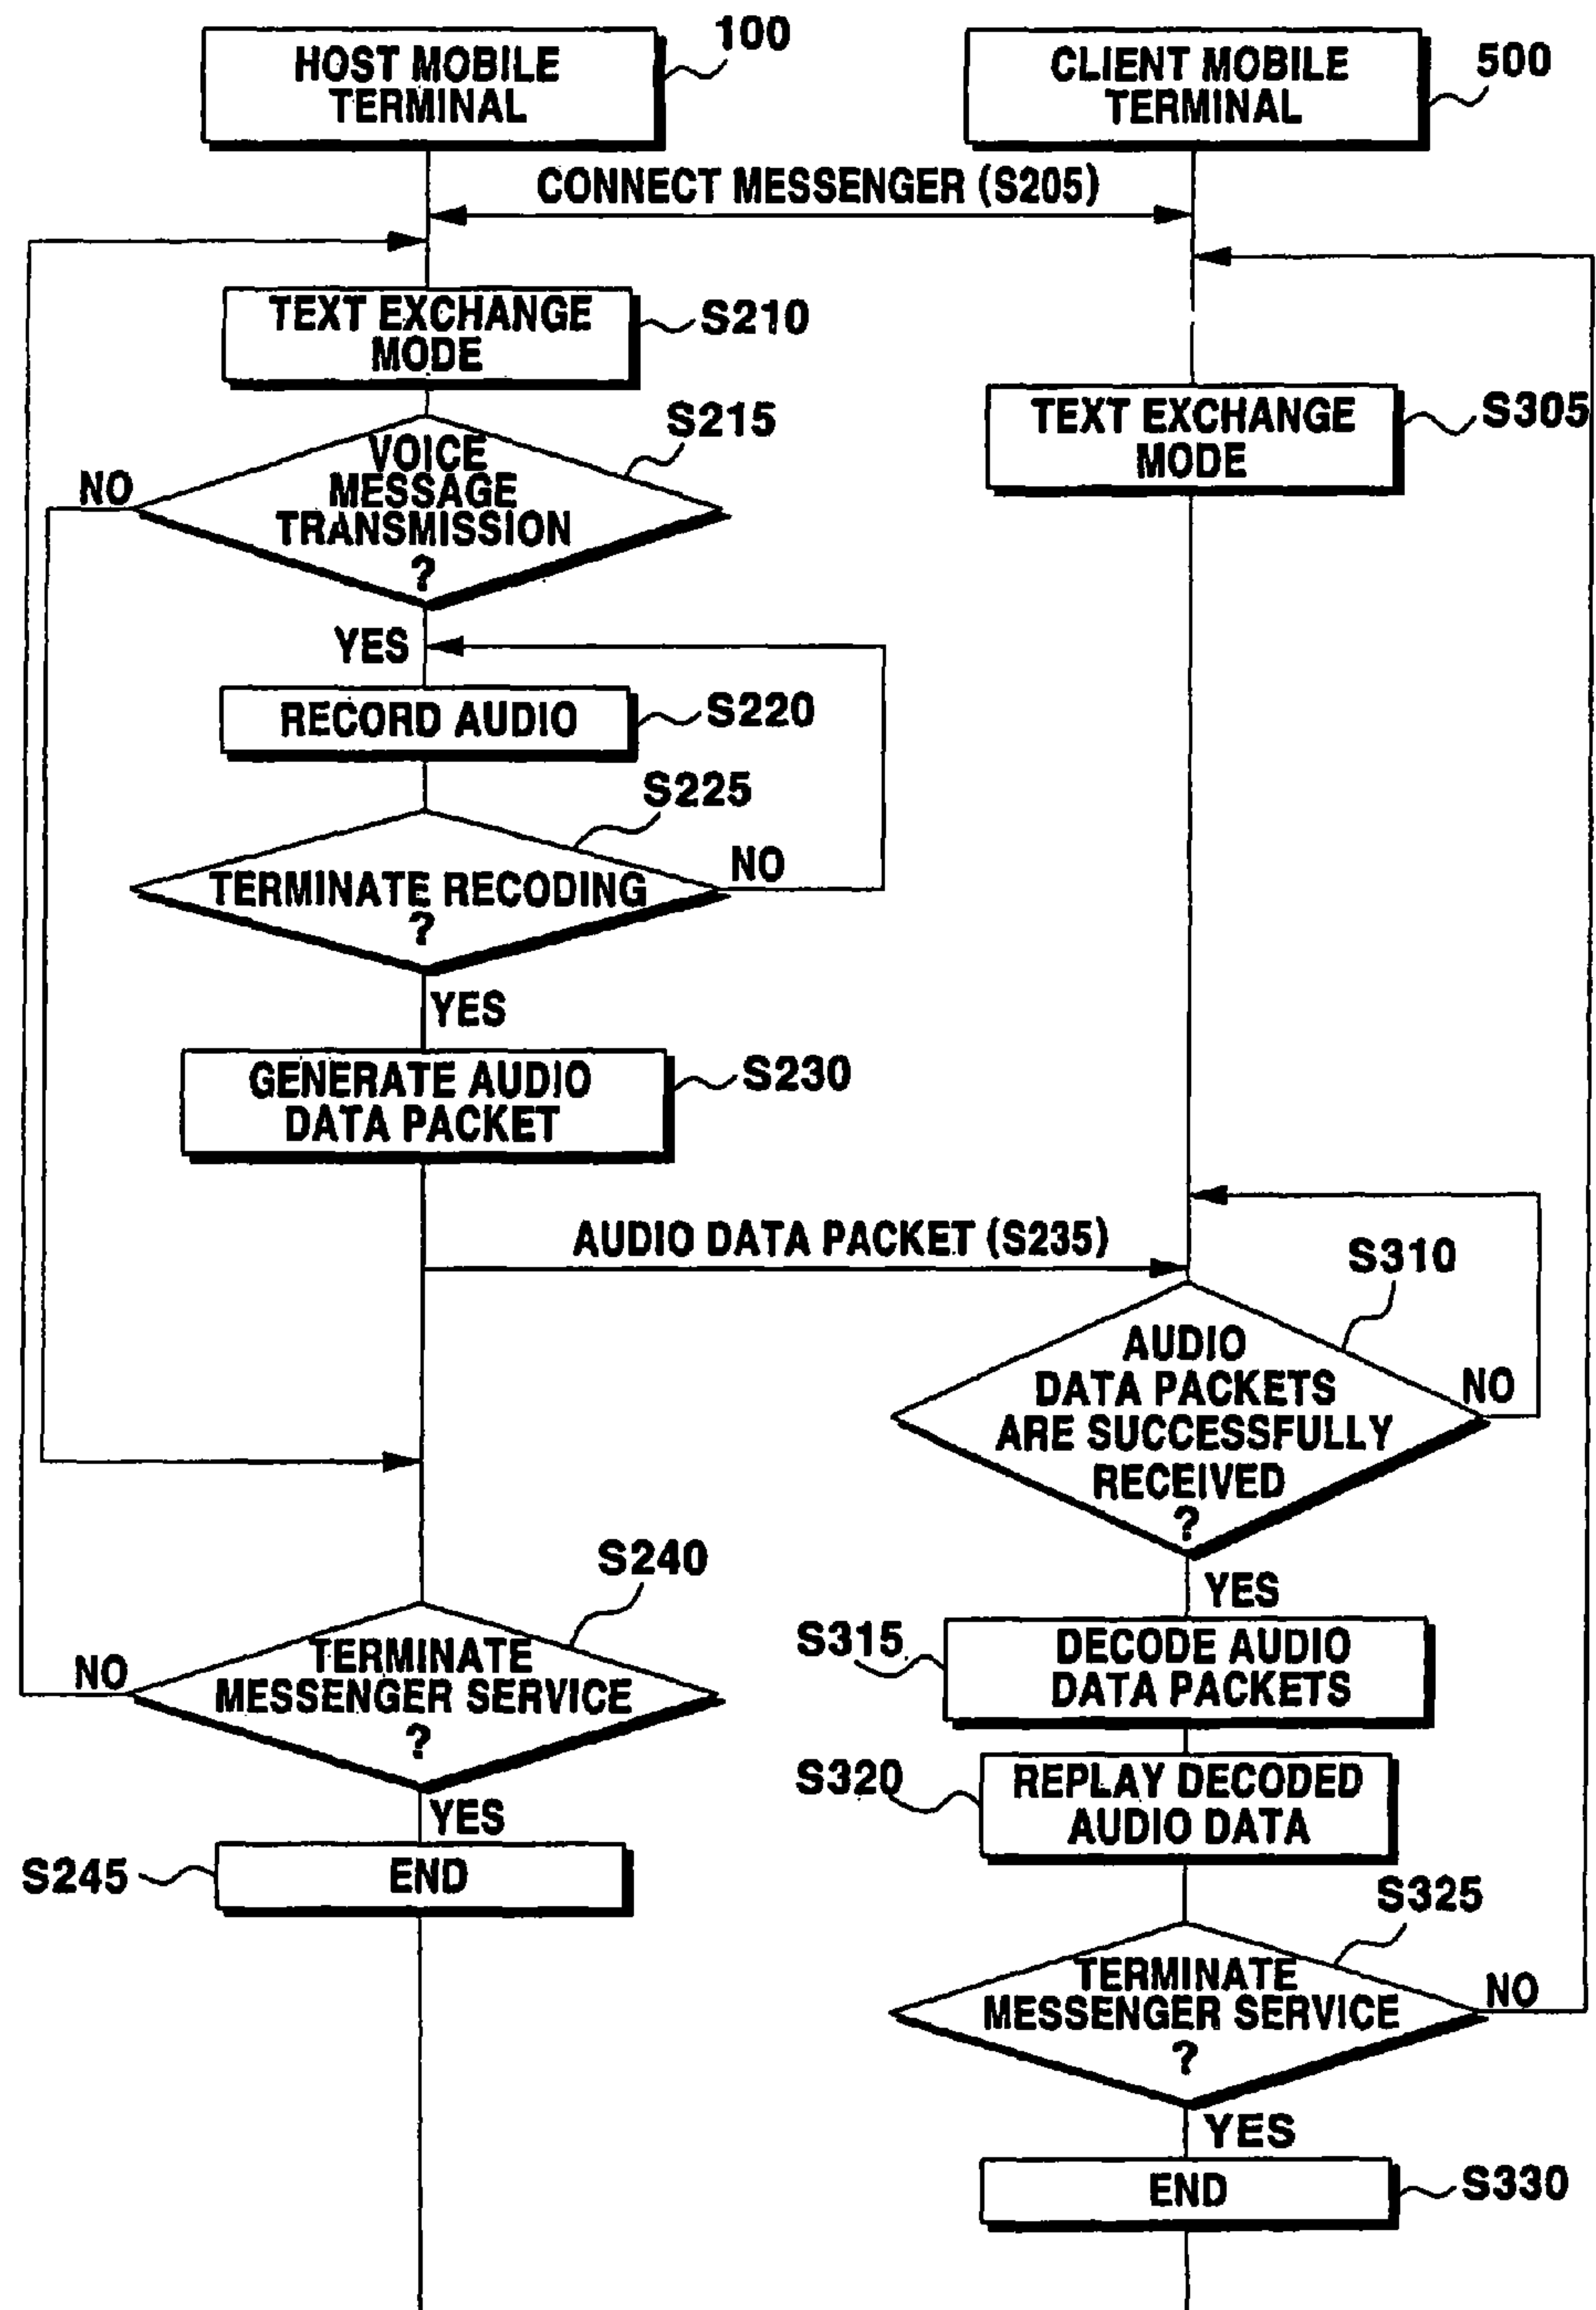 HOST MOBILE
TERMINAL
100
CLIENT MOBILE
TERMINAL
500
CONNECT MESSENGER (S205)
TEXT EXCHANGE
MODE
S210
TEXT EXCHANGE
MODE
S305
VOICE
MESSAGE
TRANSMISSION
?
S215
NO
YES
RECORD AUDIO
S220
TERMINATE RECODING
?
S225
NO
YES
GENERATE AUDIO
DATA PACKET
S230
AUDIO DATA PACKET (S235)
AUDIO
DATA PACKETS
ARE SUCCESSFULLY
RECEIVED
?
S310
NO
YES
TERMINATE
MESSENGER SERVICE
?
S240
NO
YES
END
S245
S315
DECODE AUDIO
DATA PACKETS
S320
REPLAY DECODED
AUDIO DATA
TERMINATE
MESSENGER SERVICE
?
S325
NO
YES
END
S330